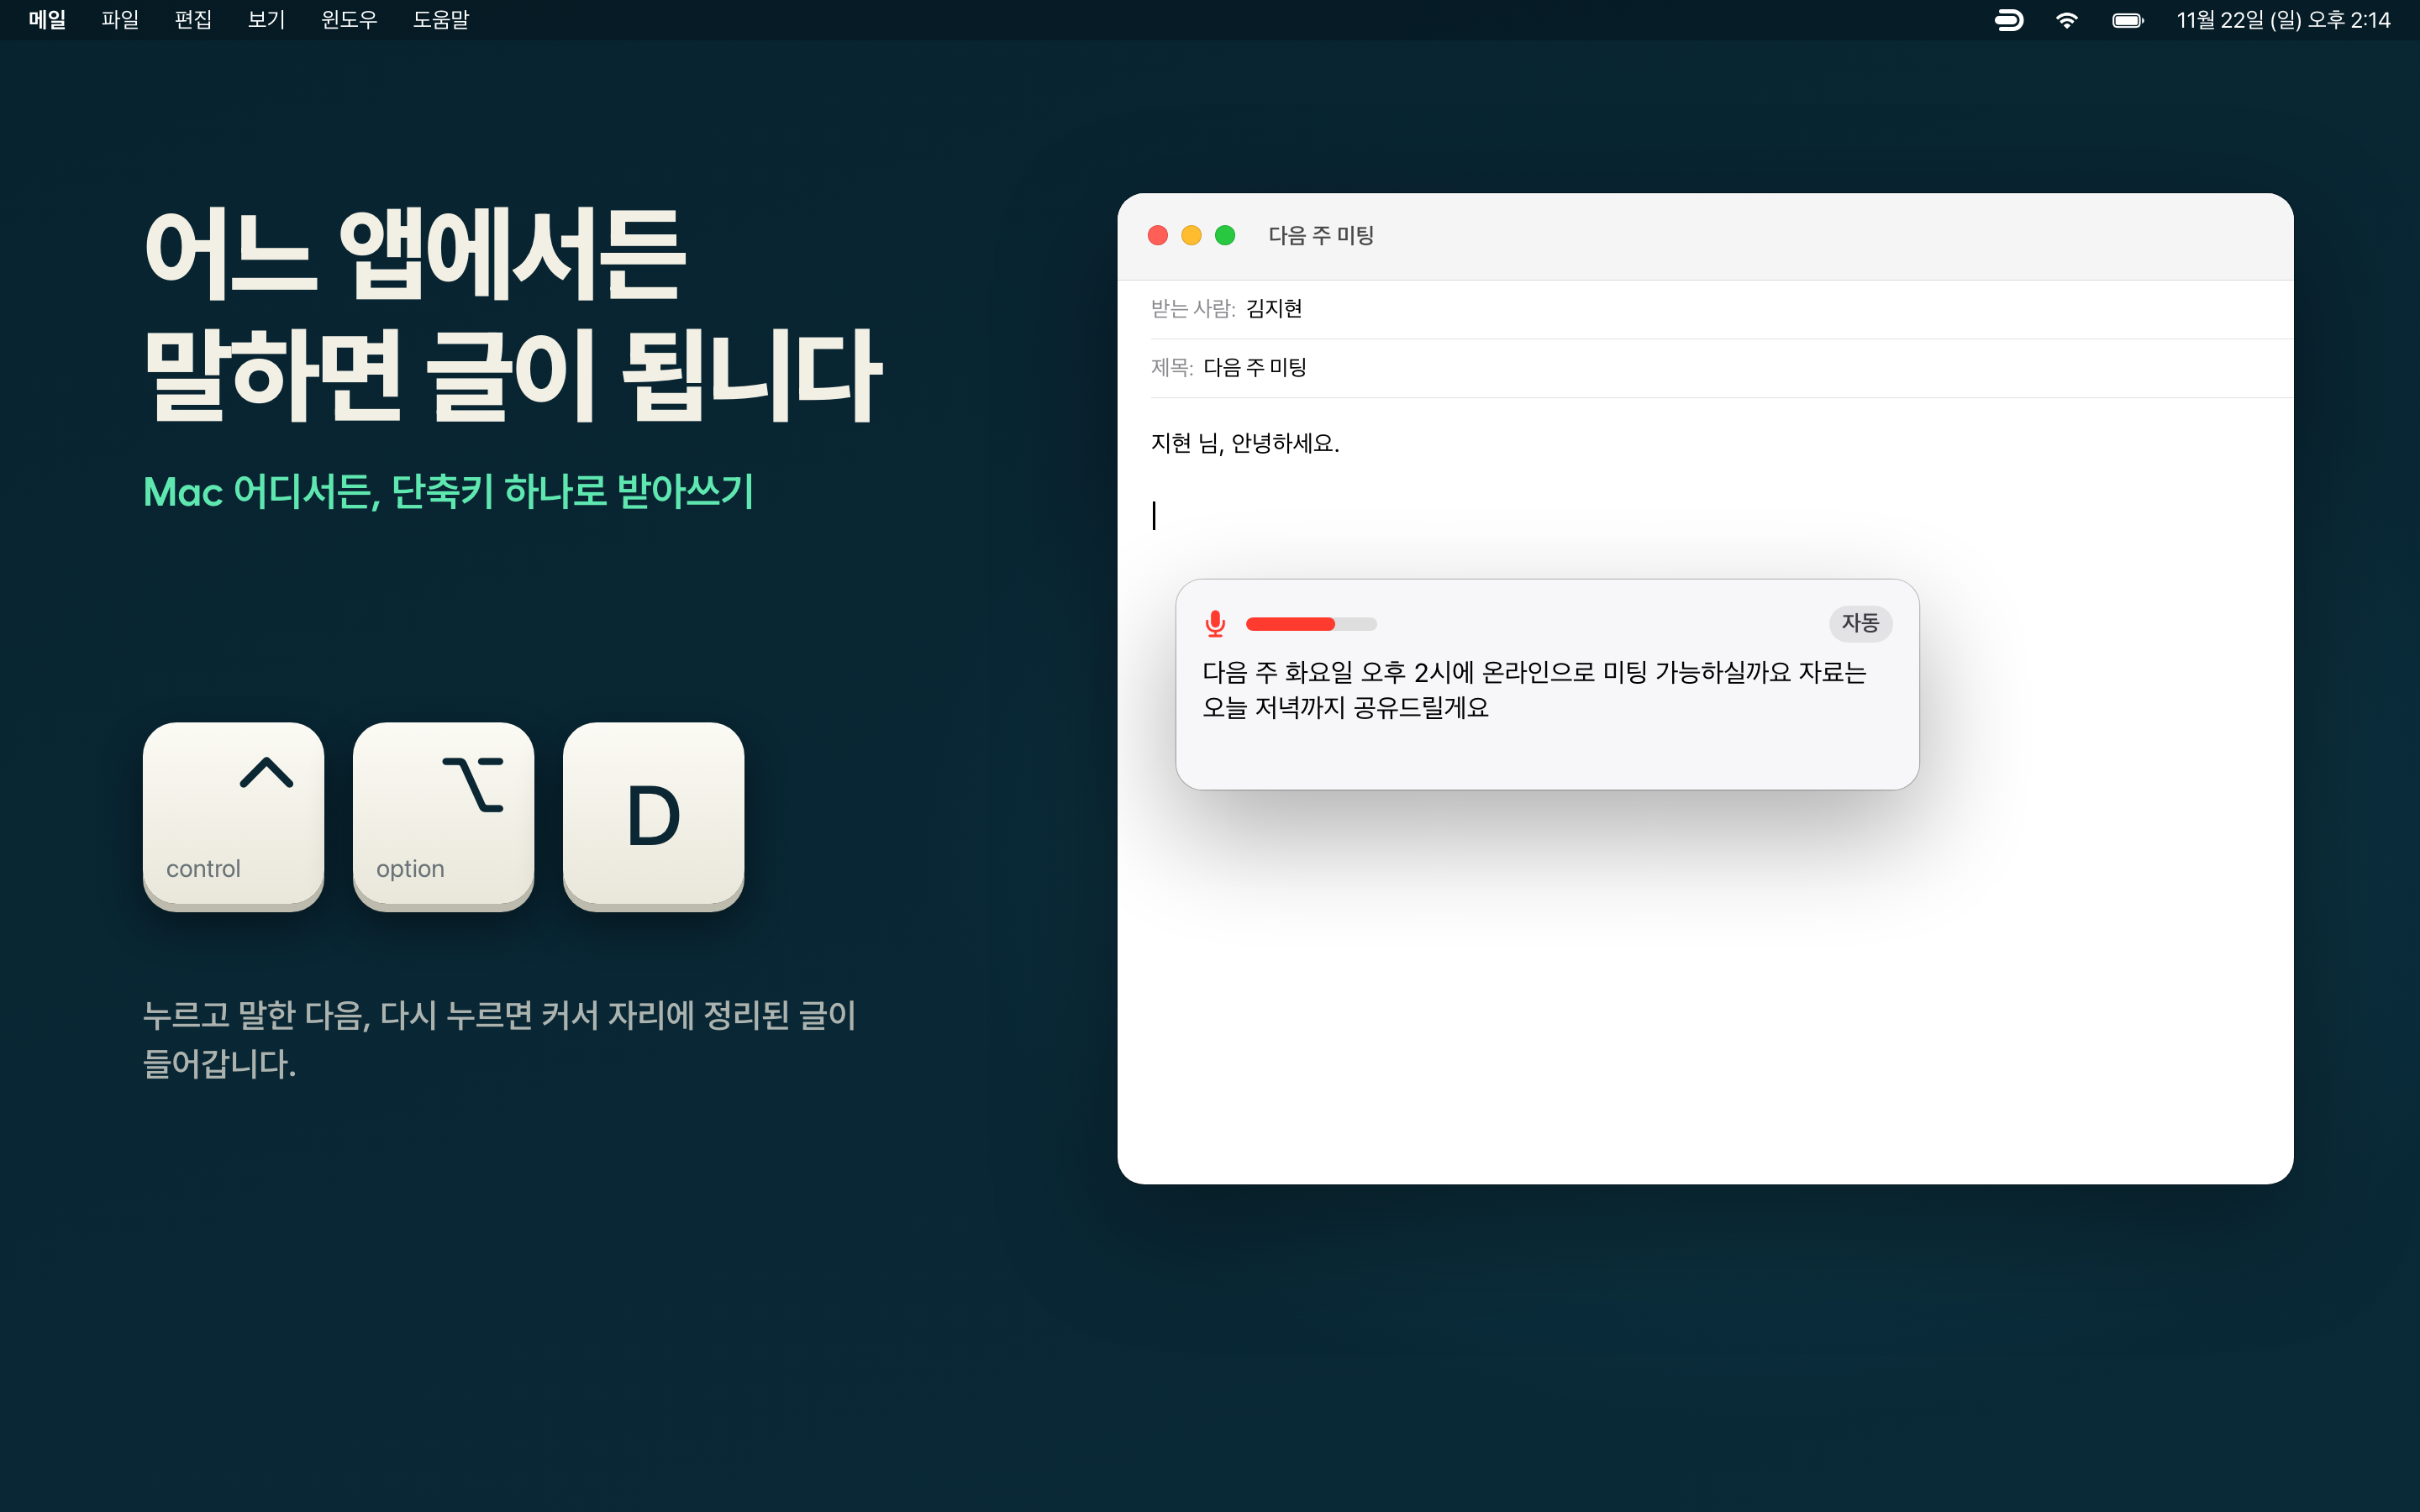 메일 파일 편집 보기 윈도우 도움말 11월 22일 (일) 오후 2:14
어느 앱에서든
말하면 글이 됩니다
Mac 어디서든, 단축키 하나로 받아쓰기
control
option
D
누르고 말한 다음, 다시 누르면 커서 자리에 정리된 글이
들어갑니다.
다음 주 미팅
받는 사람: 김지현
제목: 다음 주 미팅
지현 님, 안녕하세요.
자동
다음 주 화요일 오후 2시에 온라인으로 미팅 가능하실까요 자료는
오늘 저녁까지 공유드릴게요